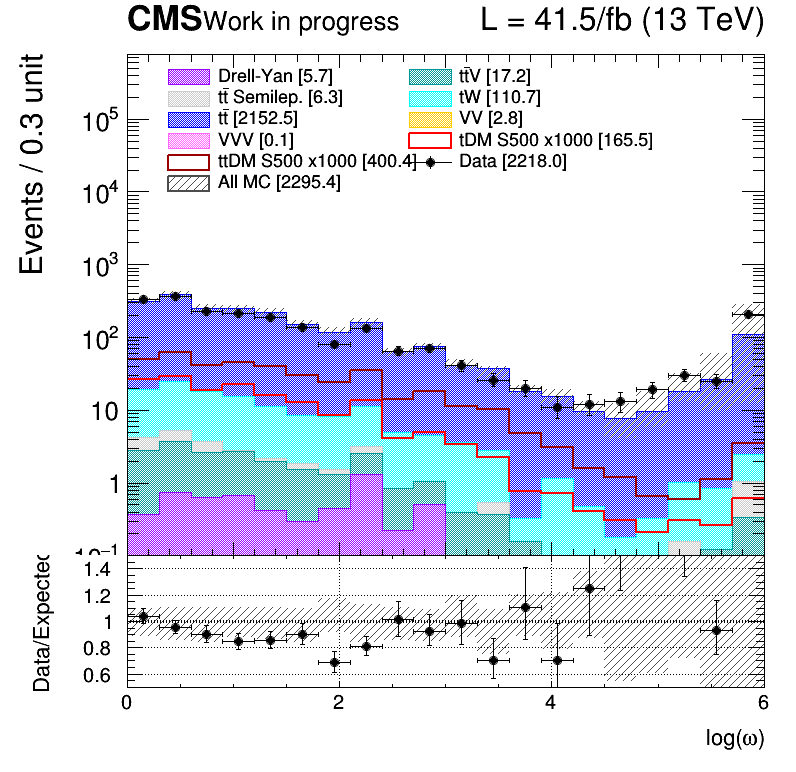 CMS Work in progress L = 41.5/fb (13 TeV)
Drell-Yan [5.7] tt̄V [17.2]
tt̄ Semilep. [6.3] tW [110.7]
tt̄ [2152.5] VV [2.8]
VVV [0.1] tDM S500 x1000 [165.5]
ttDM S500 x1000 [400.4] Data [2218.0]
All MC [2295.4]
Events / 0.3 unit
10⁵
10⁴
10³
10²
10
1
10⁻¹
Data/Expected
1.4
1.2
1
0.8
0.6
0 2 4 6
log(ω)